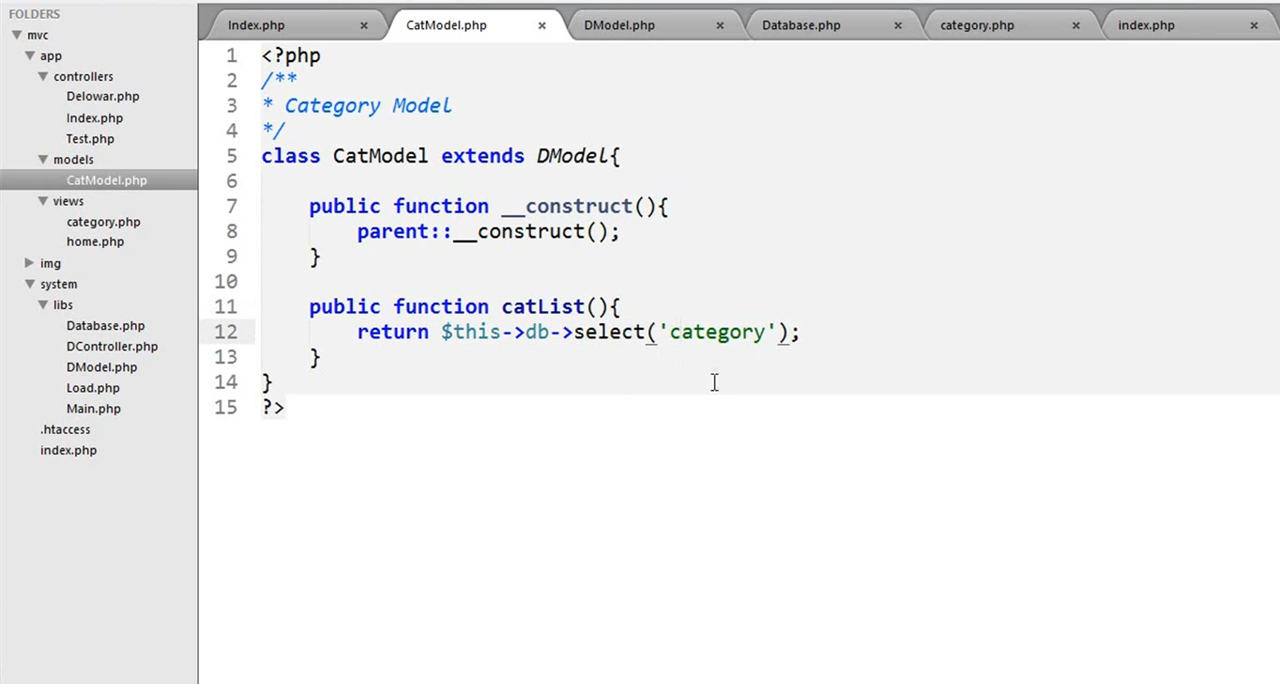 FOLDERS
mvc
app
controllers
Delowar.php
Index.php
Test.php
models
CatModel.php
views
category.php
home.php
img
system
libs
Database.php
DController.php
DModel.php
Load.php
Main.php
.htaccess
index.php
Index.php × CatModel.php × DModel.php × Database.php × category.php × index.php ×
1 <?php
2 /**
3 * Category Model
4 */
5 class CatModel extends DModel{
6
7 public function __construct(){
8 parent::__construct();
9 }
10
11 public function catList(){
12 return $this->db->select('category');
13 }
14 }
15 ?>